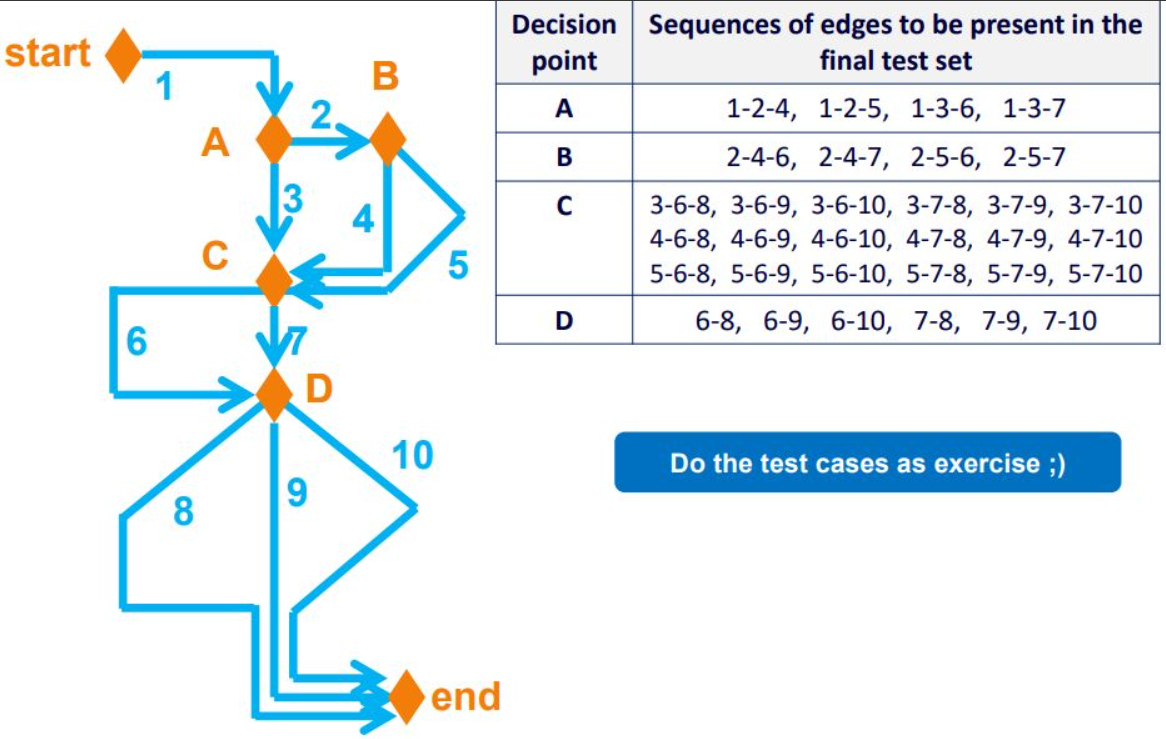 start
1
A
2
B
3
4
5
C
6
7
D
8
9
10
end
Decision point
Sequences of edges to be present in the final test set
A
1-2-4, 1-2-5, 1-3-6, 1-3-7
B
2-4-6, 2-4-7, 2-5-6, 2-5-7
C
3-6-8, 3-6-9, 3-6-10, 3-7-8, 3-7-9, 3-7-10
4-6-8, 4-6-9, 4-6-10, 4-7-8, 4-7-9, 4-7-10
5-6-8, 5-6-9, 5-6-10, 5-7-8, 5-7-9, 5-7-10
D
6-8, 6-9, 6-10, 7-8, 7-9, 7-10
Do the test cases as exercise ;)